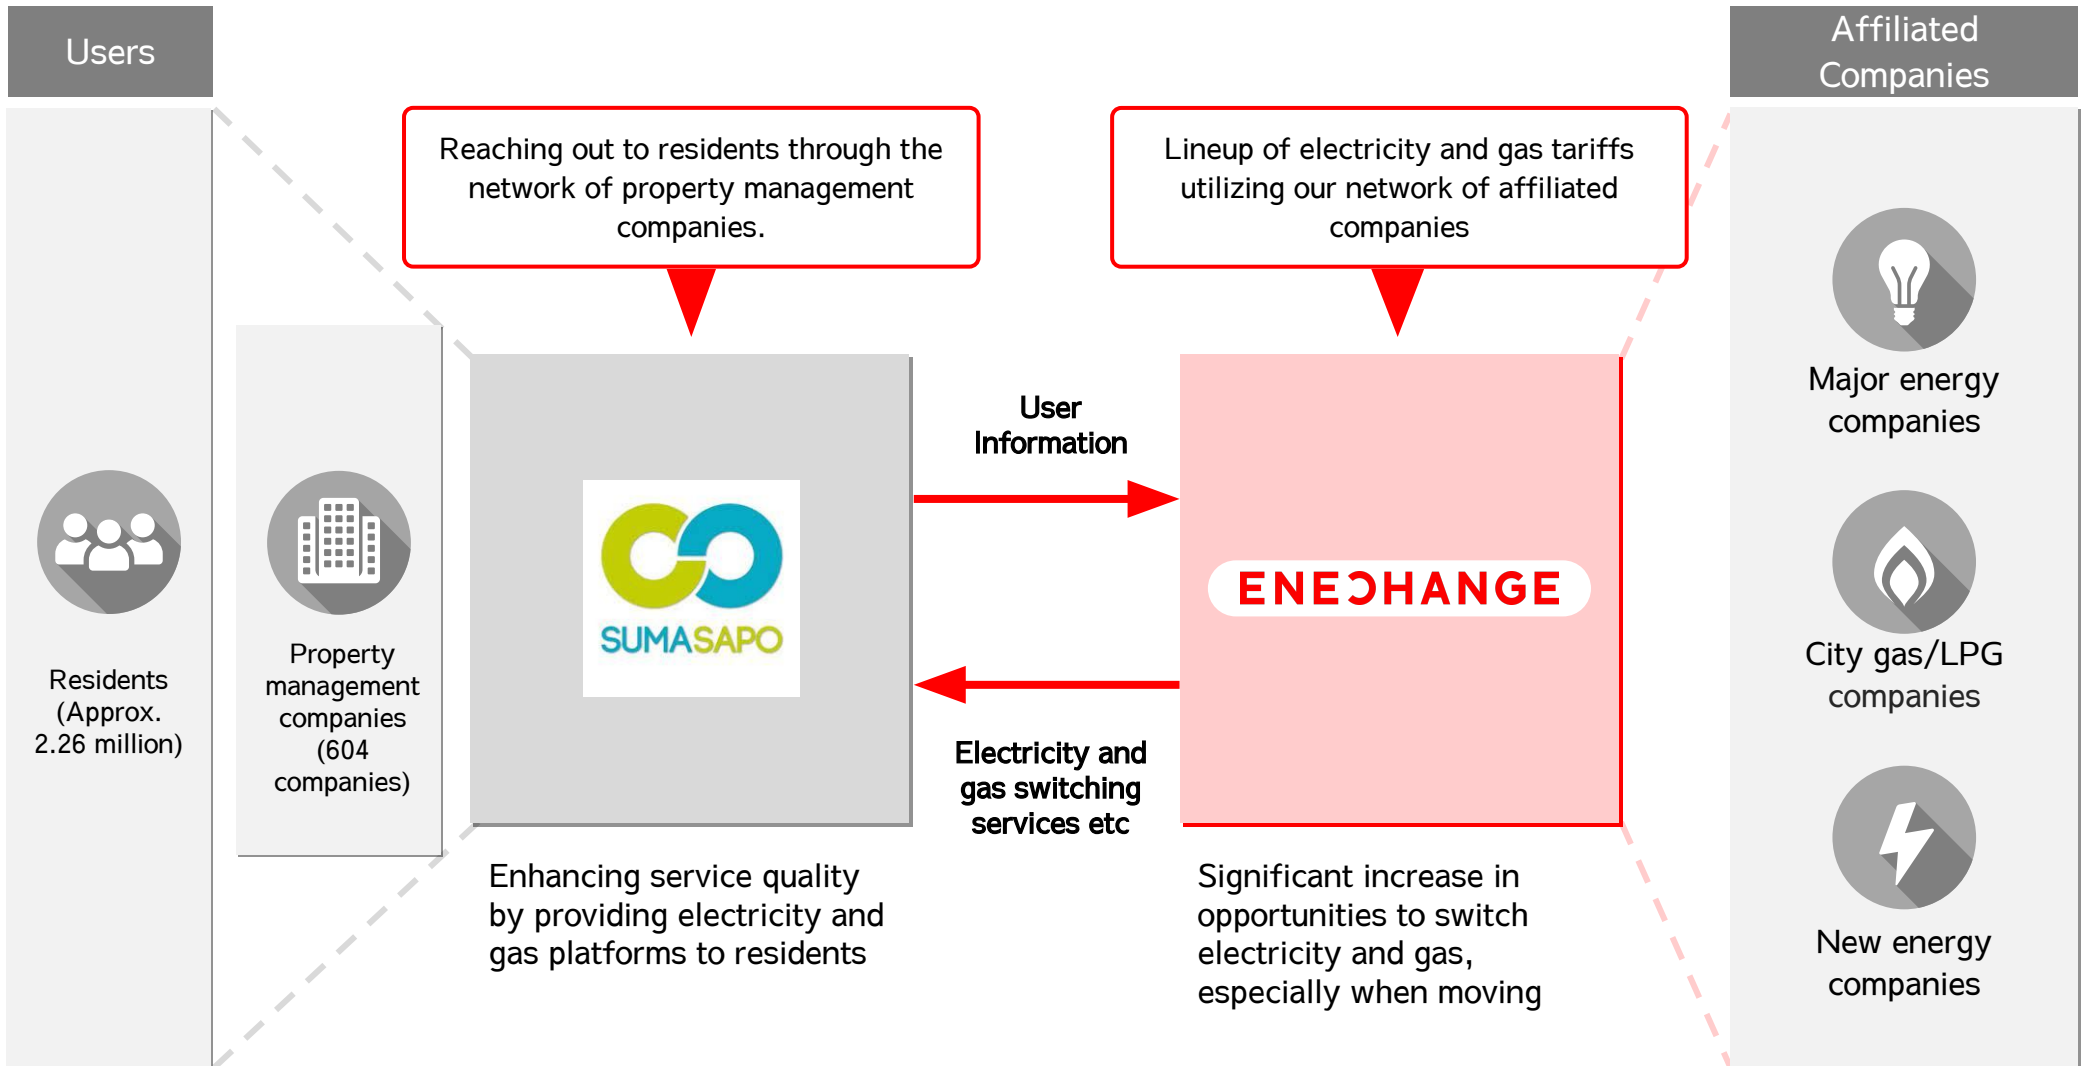 Users
Affiliated
Companies
Reaching out to residents through the
network of property management
companies.
Lineup of electricity and gas tariffs
utilizing our network of affiliated
companies
Residents
(Approx.
2.26 million)
Property
management
companies
(604
companies)
SUMASAPO
User
Information
Electricity and
gas switching
services etc
ENECHANGE
Major energy
companies
City gas/LPG
companies
New energy
companies
Enhancing service quality
by providing electricity and
gas platforms to residents
Significant increase in
opportunities to switch
electricity and gas,
especially when moving